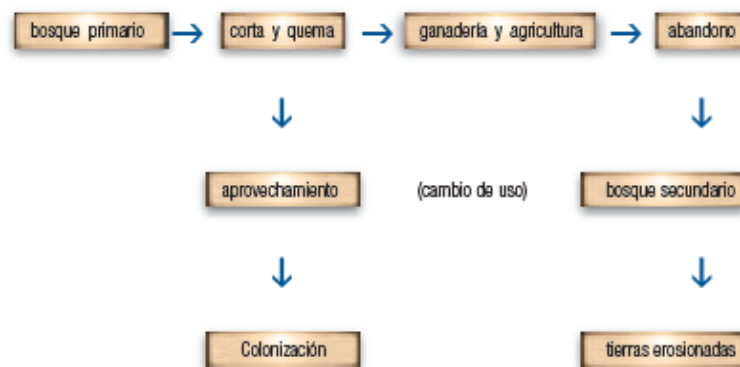 bosque primario
corta y quema
ganadería y agricultura
abandono
aprovechamiento
(cambio de uso)
bosque secundario
Colonización
tierras erosionadas